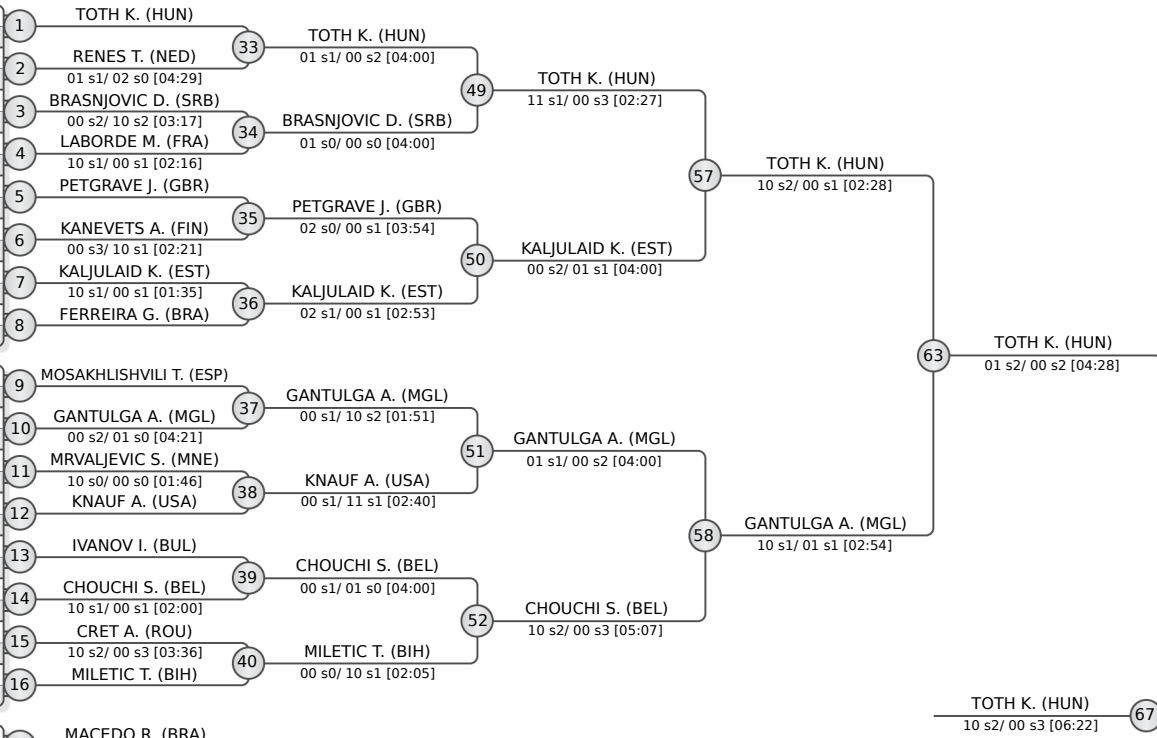 1
TOTH K. (HUN)
2
RENES T. (NED)
01 s1/ 02 s0 [04:29]
3
BRASNJOVIC D. (SRB)
00 s2/ 10 s2 [03:17]
4
LABORDE M. (FRA)
10 s1/ 00 s1 [02:16]
5
PETGRAVE J. (GBR)
6
KANEVETS A. (FIN)
00 s3/ 10 s1 [02:21]
7
KALJULAID K. (EST)
10 s1/ 00 s1 [01:35]
8
FERREIRA G. (BRA)
9
MOSAKHLISHVILI T. (ESP)
10
GANTULGA A. (MGL)
00 s2/ 01 s0 [04:21]
11
MRVALJEVIC S. (MNE)
10 s0/ 00 s0 [01:46]
12
KNAUF A. (USA)
13
IVANOV I. (BUL)
14
CHOUCHI S. (BEL)
10 s1/ 00 s1 [02:00]
15
CRET A. (ROU)
10 s2/ 00 s3 [03:36]
16
MILETIC T. (BIH)
MACEDO R. (BRA)
33
TOTH K. (HUN)
01 s1/ 00 s2 [04:00]
34
BRASNJOVIC D. (SRB)
01 s0/ 00 s0 [04:00]
35
PETGRAVE J. (GBR)
02 s0/ 00 s1 [03:54]
36
KALJULAID K. (EST)
02 s1/ 00 s1 [02:53]
37
GANTULGA A. (MGL)
00 s1/ 10 s2 [01:51]
38
KNAUF A. (USA)
00 s1/ 11 s1 [02:40]
39
CHOUCHI S. (BEL)
00 s1/ 01 s0 [04:00]
40
MILETIC T. (BIH)
00 s0/ 10 s1 [02:05]
49
TOTH K. (HUN)
11 s1/ 00 s3 [02:27]
50
KALJULAID K. (EST)
00 s2/ 01 s1 [04:00]
51
GANTULGA A. (MGL)
01 s1/ 00 s2 [04:00]
52
CHOUCHI S. (BEL)
10 s2/ 00 s3 [05:07]
57
TOTH K. (HUN)
10 s2/ 00 s1 [02:28]
58
GANTULGA A. (MGL)
10 s1/ 01 s1 [02:54]
63
TOTH K. (HUN)
01 s2/ 00 s2 [04:28]
TOTH K. (HUN)
10 s2/ 00 s3 [06:22]
67